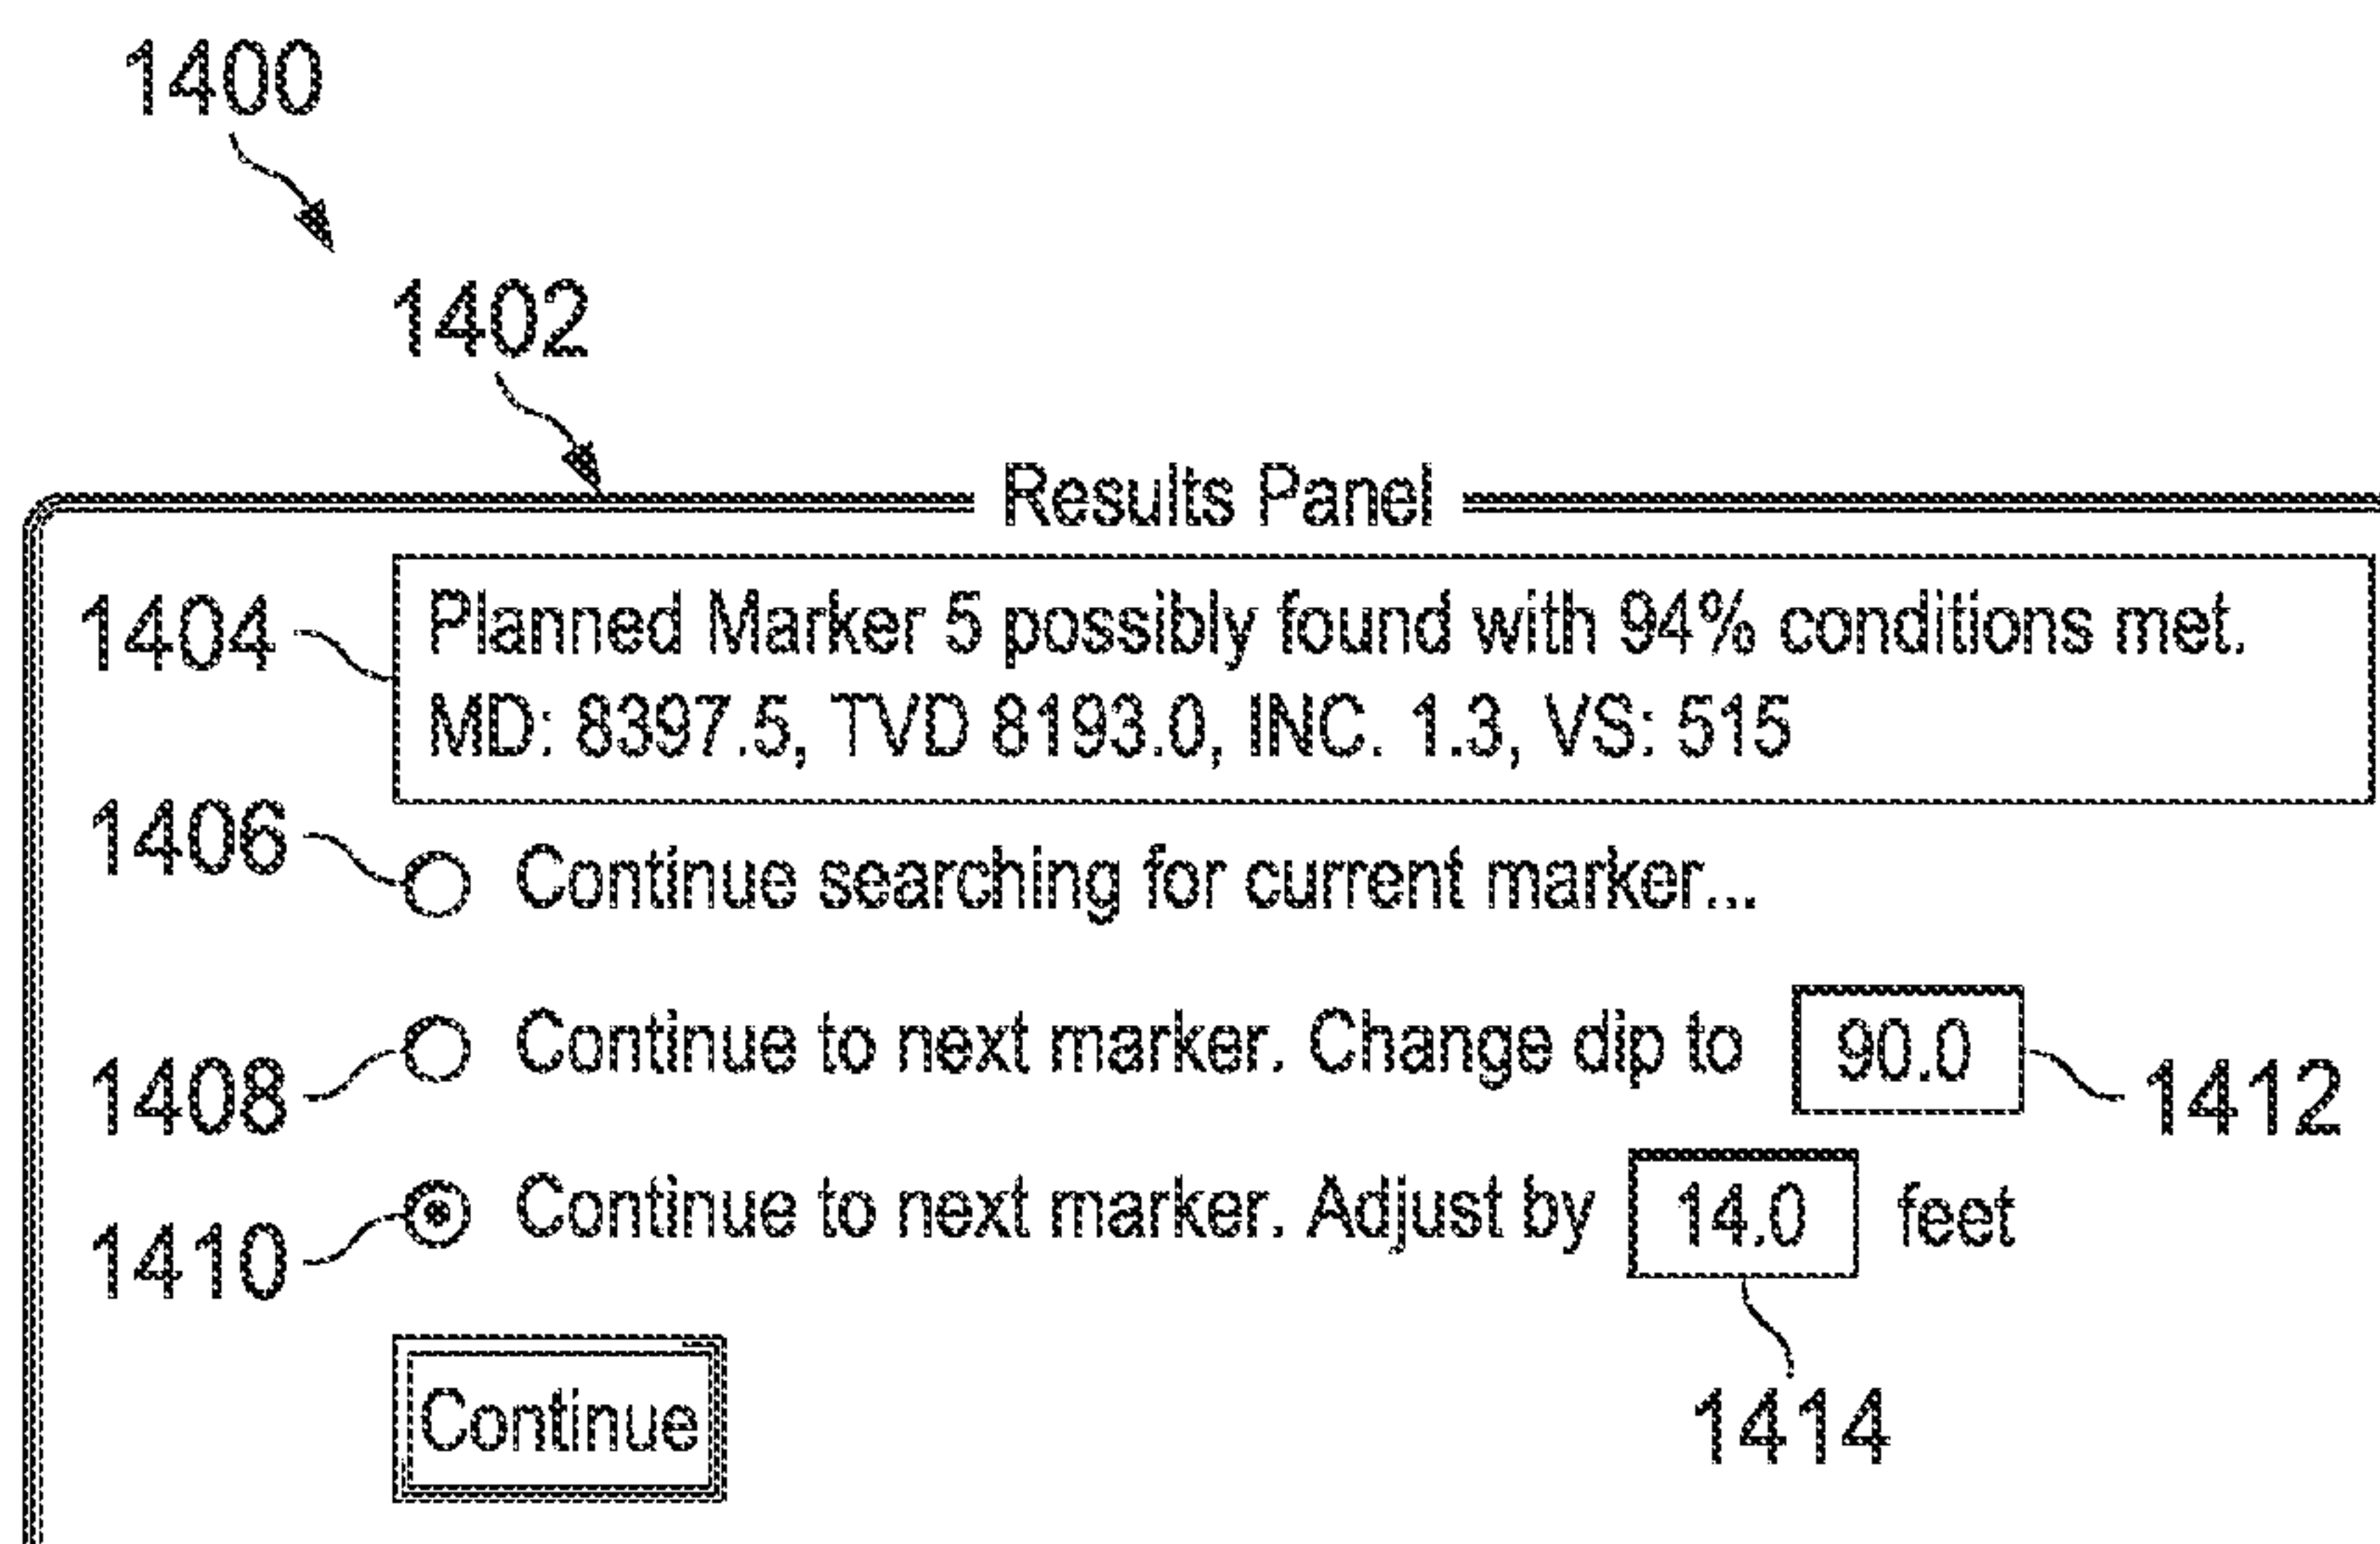 1400
1402
Results Panel
1404
Planned Marker 5 possibly found with 94% conditions met.
MD: 8397.5, TVD 8193.0, INC. 1.3, VS: 515
1406
Continue searching for current marker...
1408
Continue to next marker. Change dip to 90.0
1412
1410
Continue to next marker. Adjust by 14.0 feet
Continue
1414